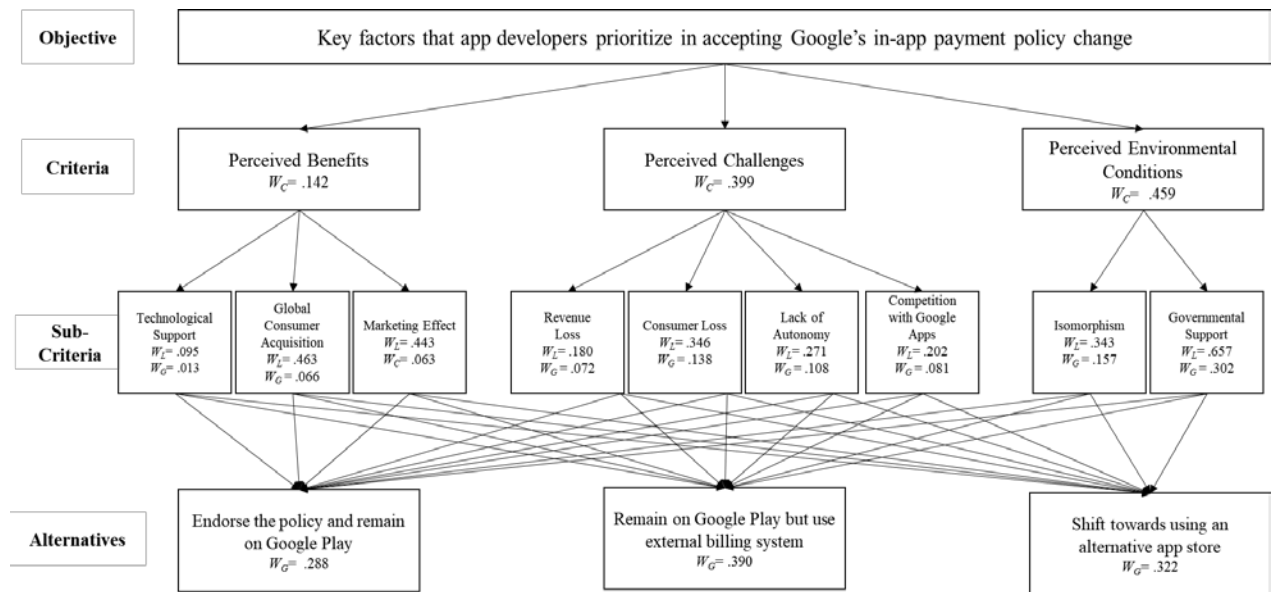 Objective
Key factors that app developers prioritize in accepting Google's in-app payment policy change
Criteria
Perceived Benefits
W_C= .142
Perceived Challenges
W_C= .399
Perceived Environmental
Conditions
W_C= .459
Sub-
Criteria
Technological
Support
W_L= .095
W_G= .013
Global
Consumer
Acquisition
W_L= .463
W_G= .066
Marketing Effect
W_L= .443
W_C= .063
Revenue
Loss
W_L= .180
W_G= .072
Consumer Loss
W_L= .346
W_G= .138
Lack of
Autonomy
W_L= .271
W_G= .108
Competition
with Google
Apps
W_L= .202
W_G= .081
Isomorphism
W_L= .343
W_G= .157
Governmental
Support
W_L= .657
W_G= .302
Alternatives
Endorse the policy and remain
on Google Play
W_G= .288
Remain on Google Play but use
external billing system
W_G= .390
Shift towards using an
alternative app store
W_G= .322